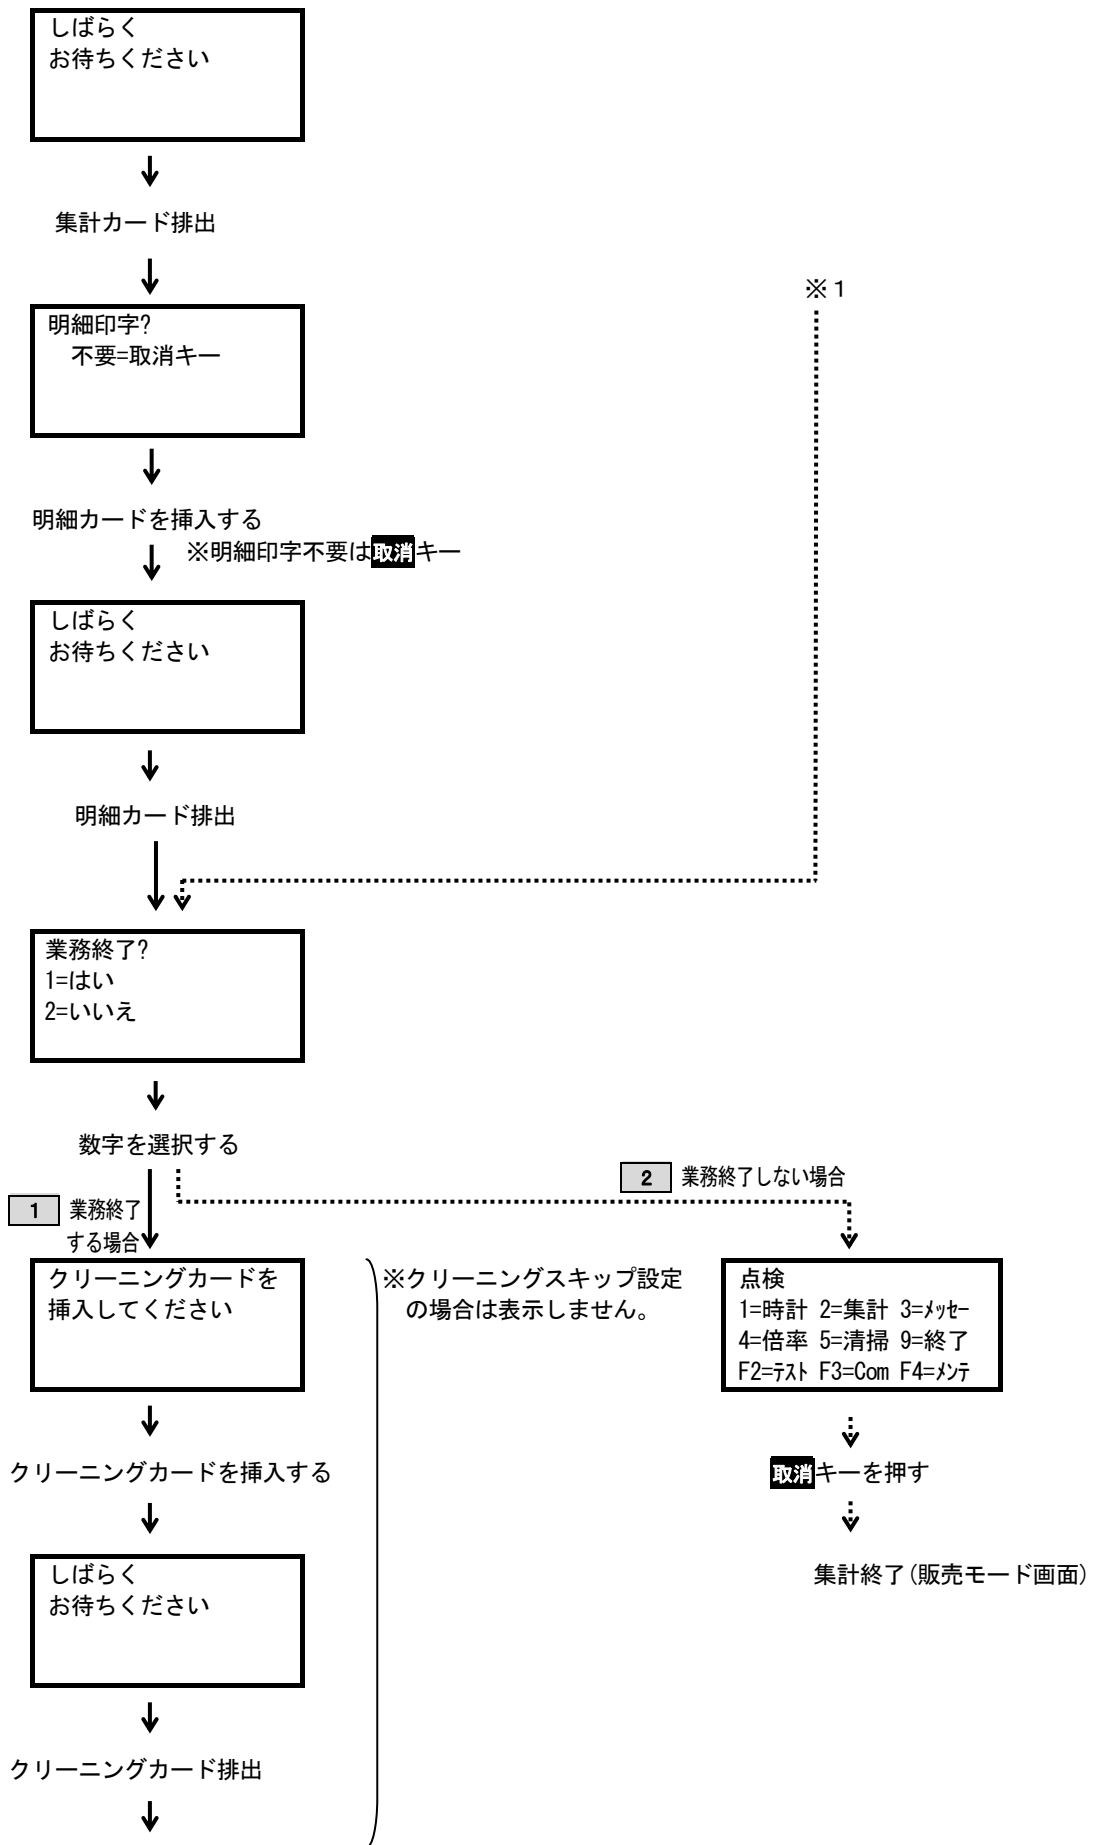 しばらく
お待ちください
集計カード排出
※１
明細印字?
不要=取消キー
明細カードを挿入する
※明細印字不要は取消キー
しばらく
お待ちください
明細カード排出
業務終了?
1=はい
2=いいえ
数字を選択する
1 業務終了
する場合
2 業務終了しない場合
クリーニングカードを
挿入してください
※クリーニングスキップ設定
の場合は表示しません。
点検
1=時計 2=集計 3=ﾒｯｾｰ
4=倍率 5=清掃 9=終了
F2=ﾃｽﾄ F3=Com F4=ﾒﾝﾃ
クリーニングカードを挿入する
取消キーを押す
しばらく
お待ちください
集計終了(販売モード画面)
クリーニングカード排出